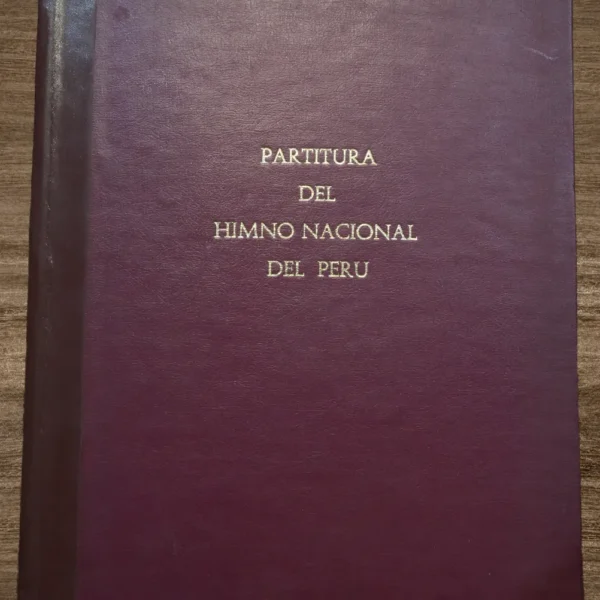 PARTITURA
DEL
HIMNO NACIONAL
DEL PERU